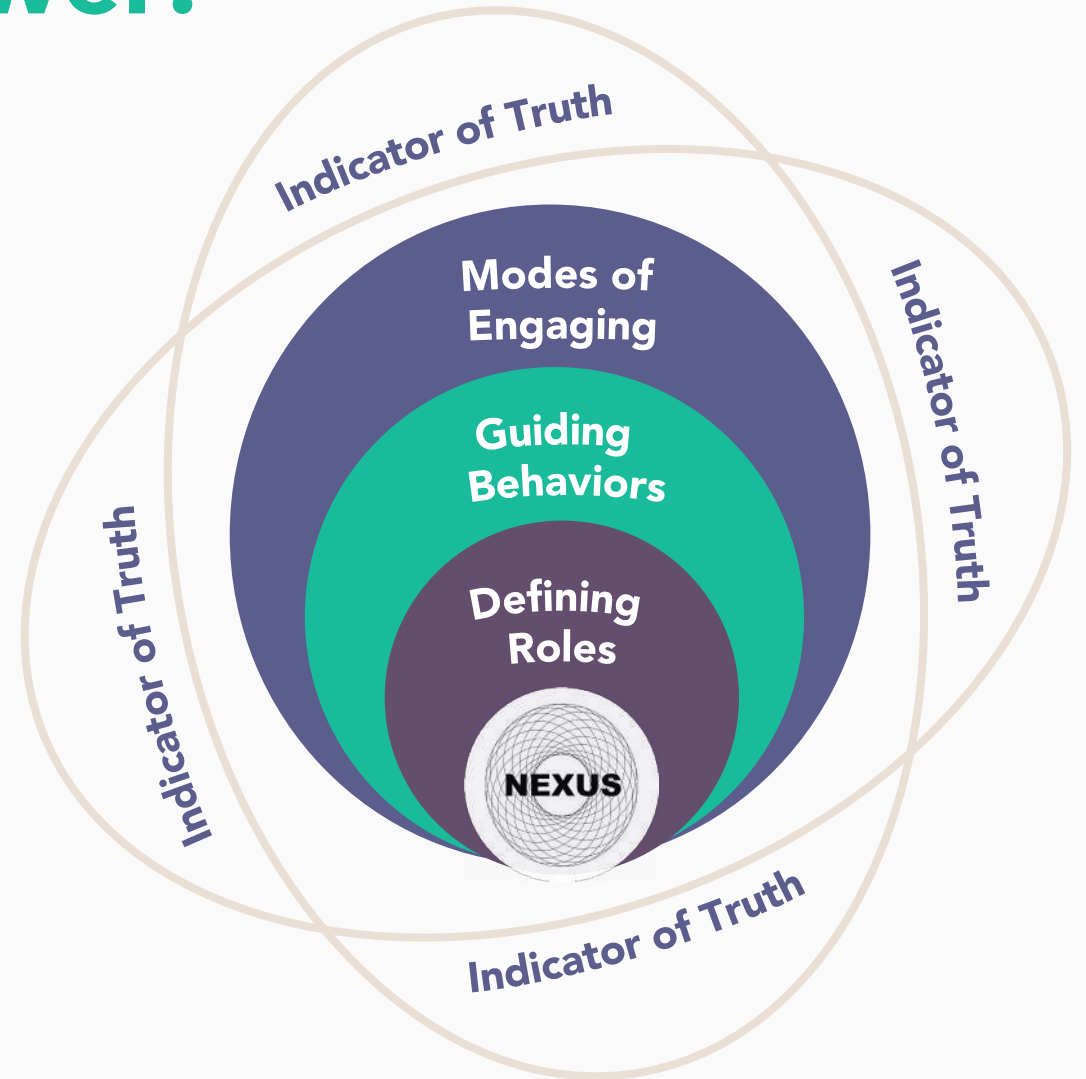 Indicator of Truth
Indicator of Truth
Modes of
Engaging
Guiding
Behaviors
Indicator of Truth
Defining
Roles
NEXUS
Indicator of Truth